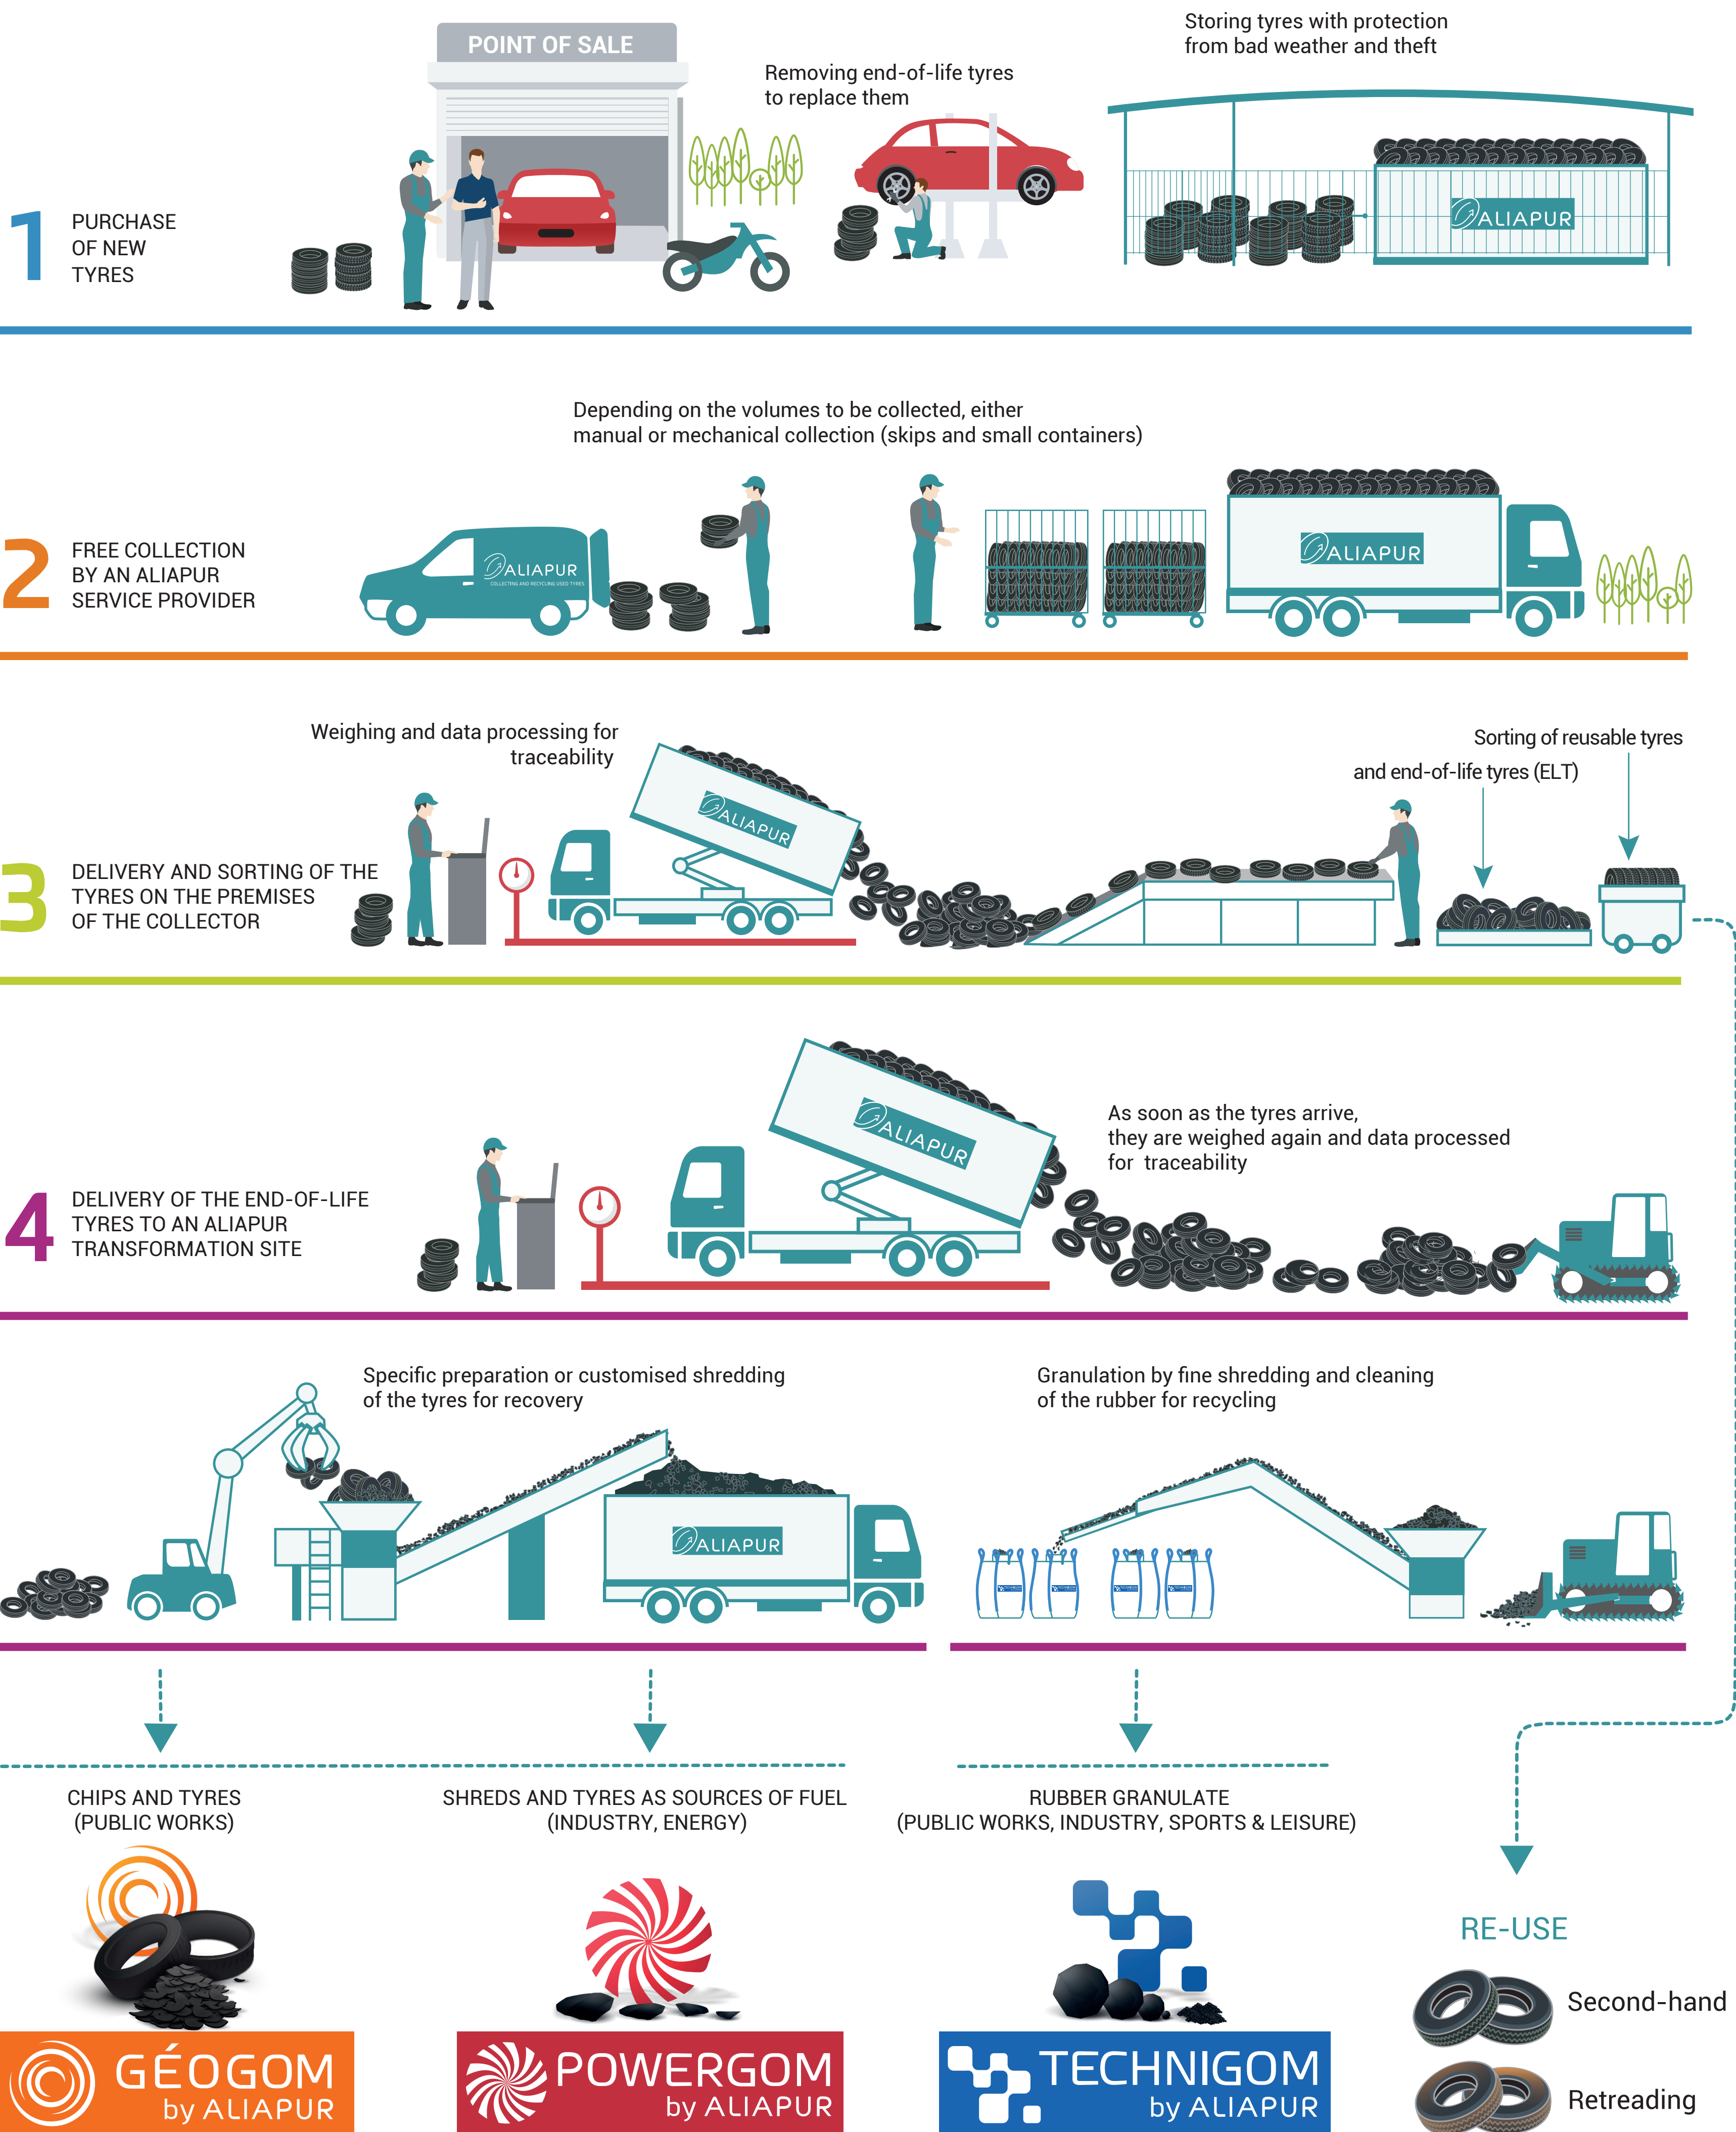 POINT OF SALE
Removing end-of-life tyres
to replace them
Storing tyres with protection
from bad weather and theft
1
PURCHASE
OF NEW
TYRES
ALIAPUR
Depending on the volumes to be collected, either
manual or mechanical collection (skips and small containers)
2
FREE COLLECTION
BY AN ALIAPUR
SERVICE PROVIDER
ALIAPUR
COLLECTING AND RECYCLING USED TYRES
ALIAPUR
Weighing and data processing for
traceability
Sorting of reusable tyres
and end-of-life tyres (ELT)
3
DELIVERY AND SORTING OF THE
TYRES ON THE PREMISES
OF THE COLLECTOR
ALIAPUR
4
DELIVERY OF THE END-OF-LIFE
TYRES TO AN ALIAPUR
TRANSFORMATION SITE
ALIAPUR
As soon as the tyres arrive,
they are weighed again and data processed
for traceability
Specific preparation or customised shredding
of the tyres for recovery
ALIAPUR
Granulation by fine shredding and cleaning
of the rubber for recycling
CHIPS AND TYRES
(PUBLIC WORKS)
SHREDS AND TYRES AS SOURCES OF FUEL
(INDUSTRY, ENERGY)
RUBBER GRANULATE
(PUBLIC WORKS, INDUSTRY, SPORTS & LEISURE)
GÉOGOM
by ALIAPUR
POWERGOM
by ALIAPUR
TECHNIGOM
by ALIAPUR
RE-USE
Second-hand
Retreading